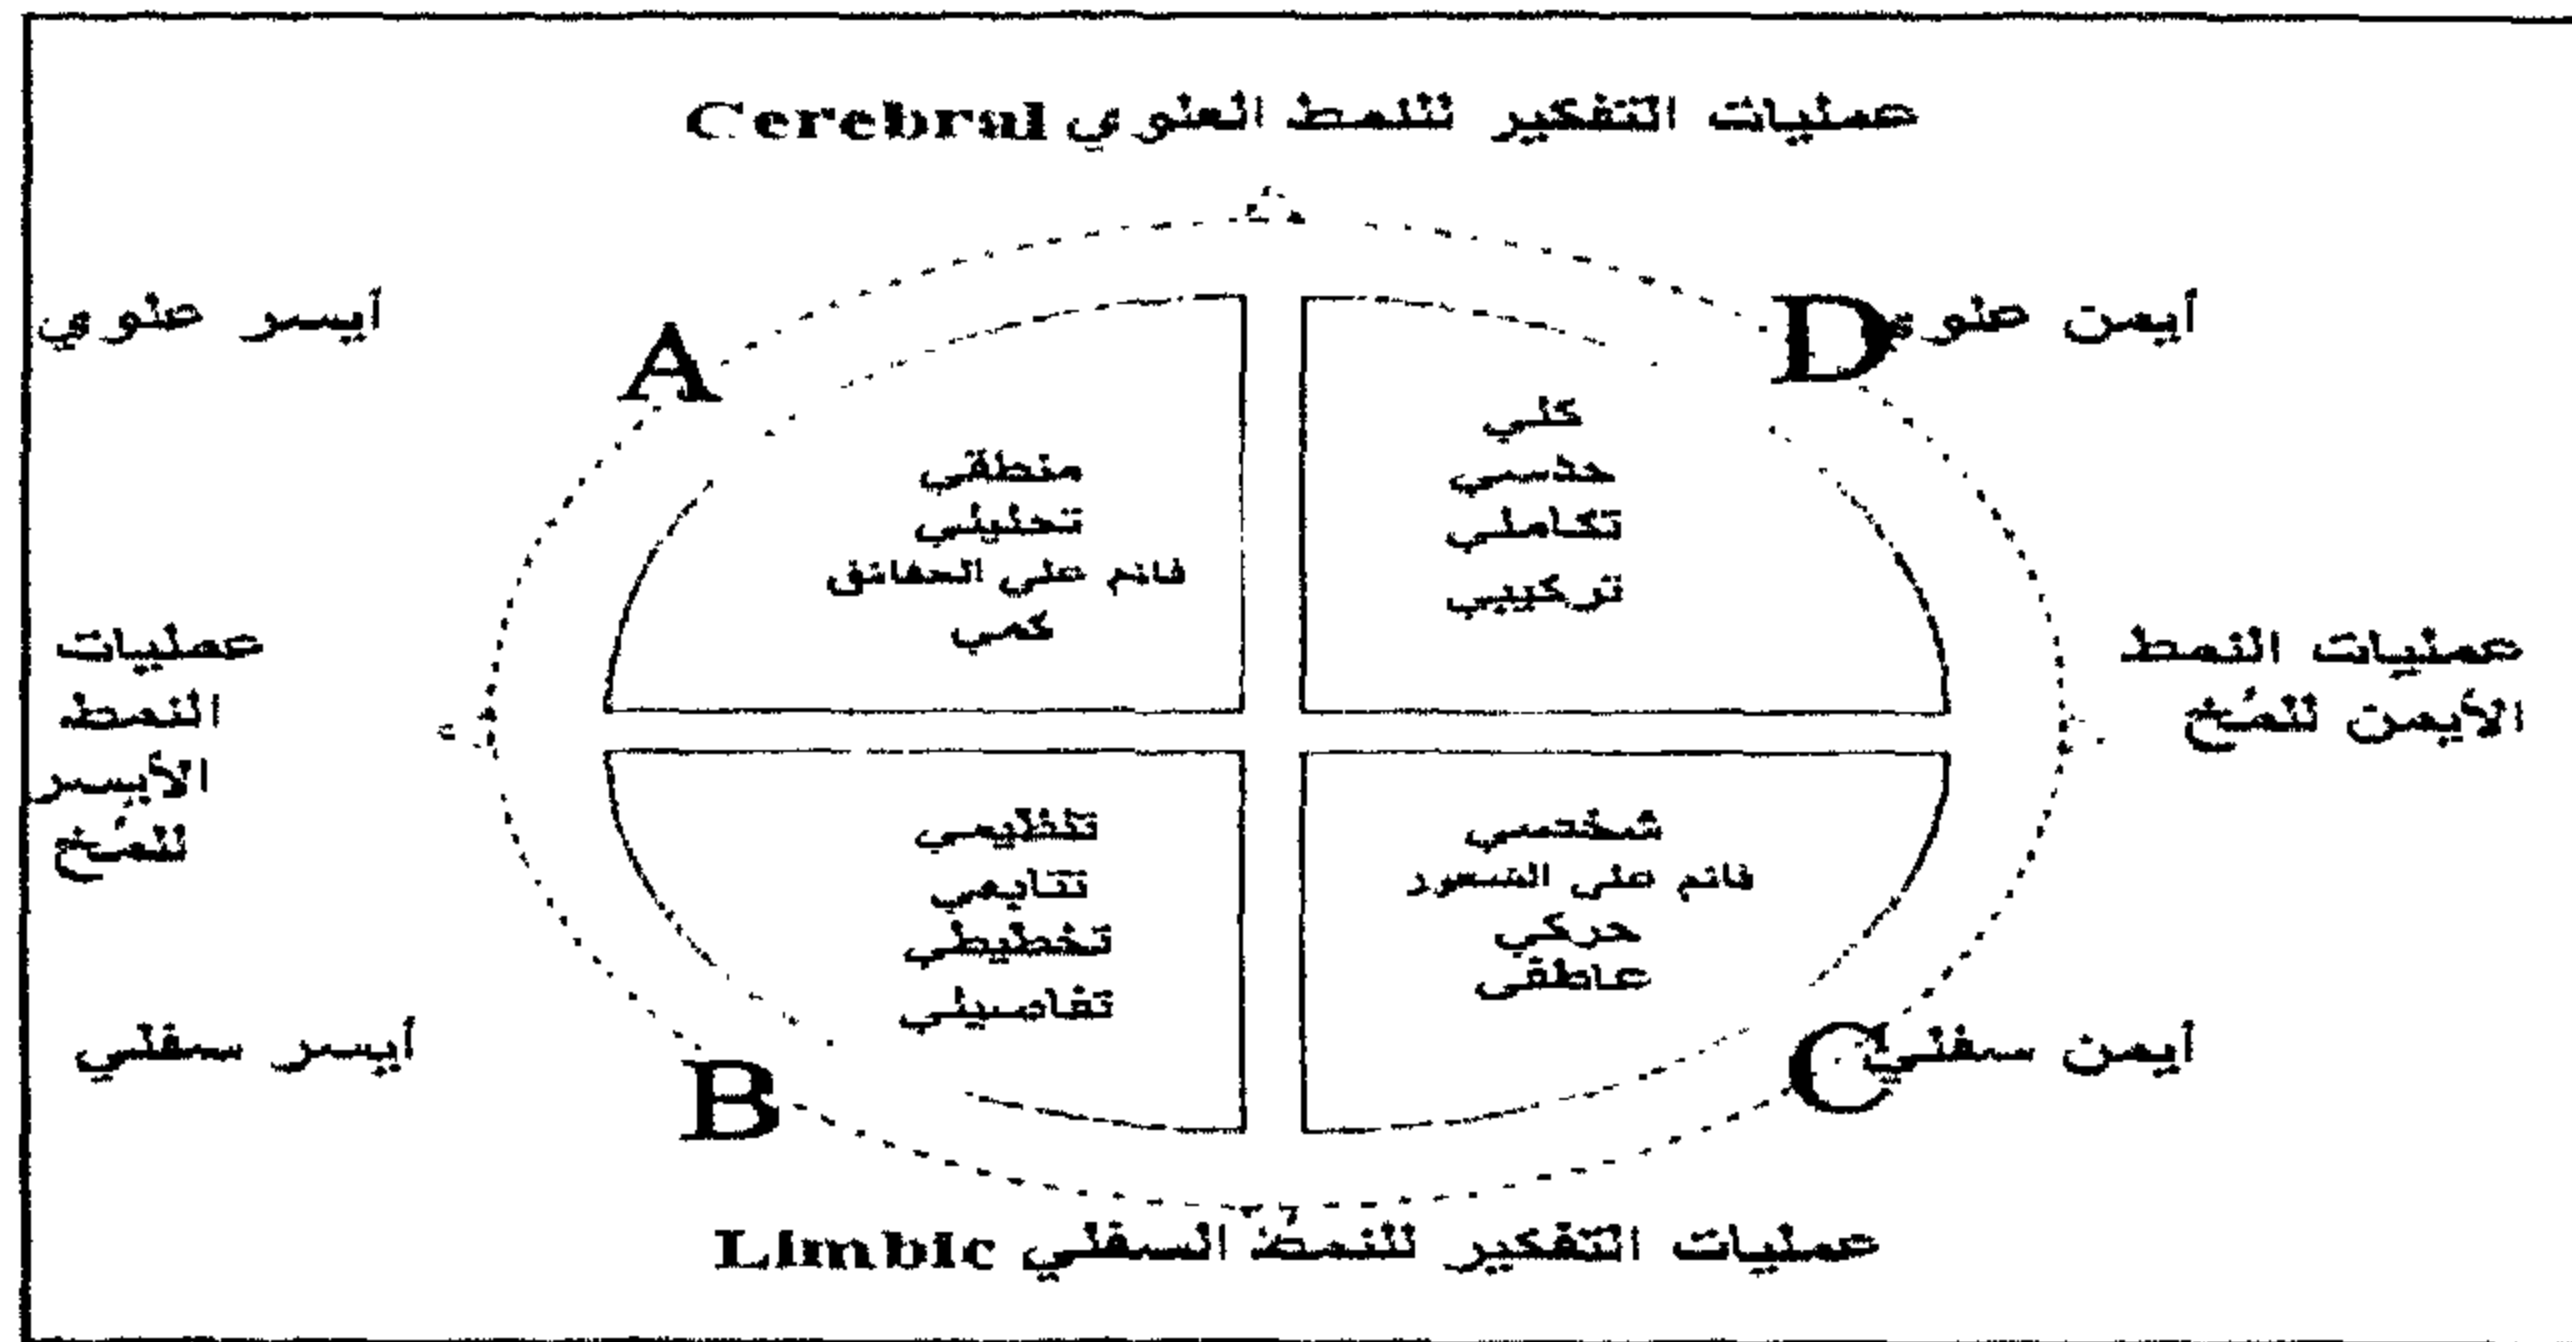 عمليات التفكير للنمط العلوي Cerebral
أيمن علوي
D
A
أيسر علوي
كلي
حدسي
تكاملي
تركيبي
منطقي
تحليلي
قائم على الحقائق
كمي
عمليات النمط
الأيمن للمُخ
عمليات
النمط
الأيسر
للمُخ
شخصي
قائم على الشعور
حركي
عاطفي
تنظيمي
تتابعي
تخطيطي
تفاصيلي
أيمن سفلي
C
B
أيسر سفلي
عمليات التفكير للنمط السفلي Limbic